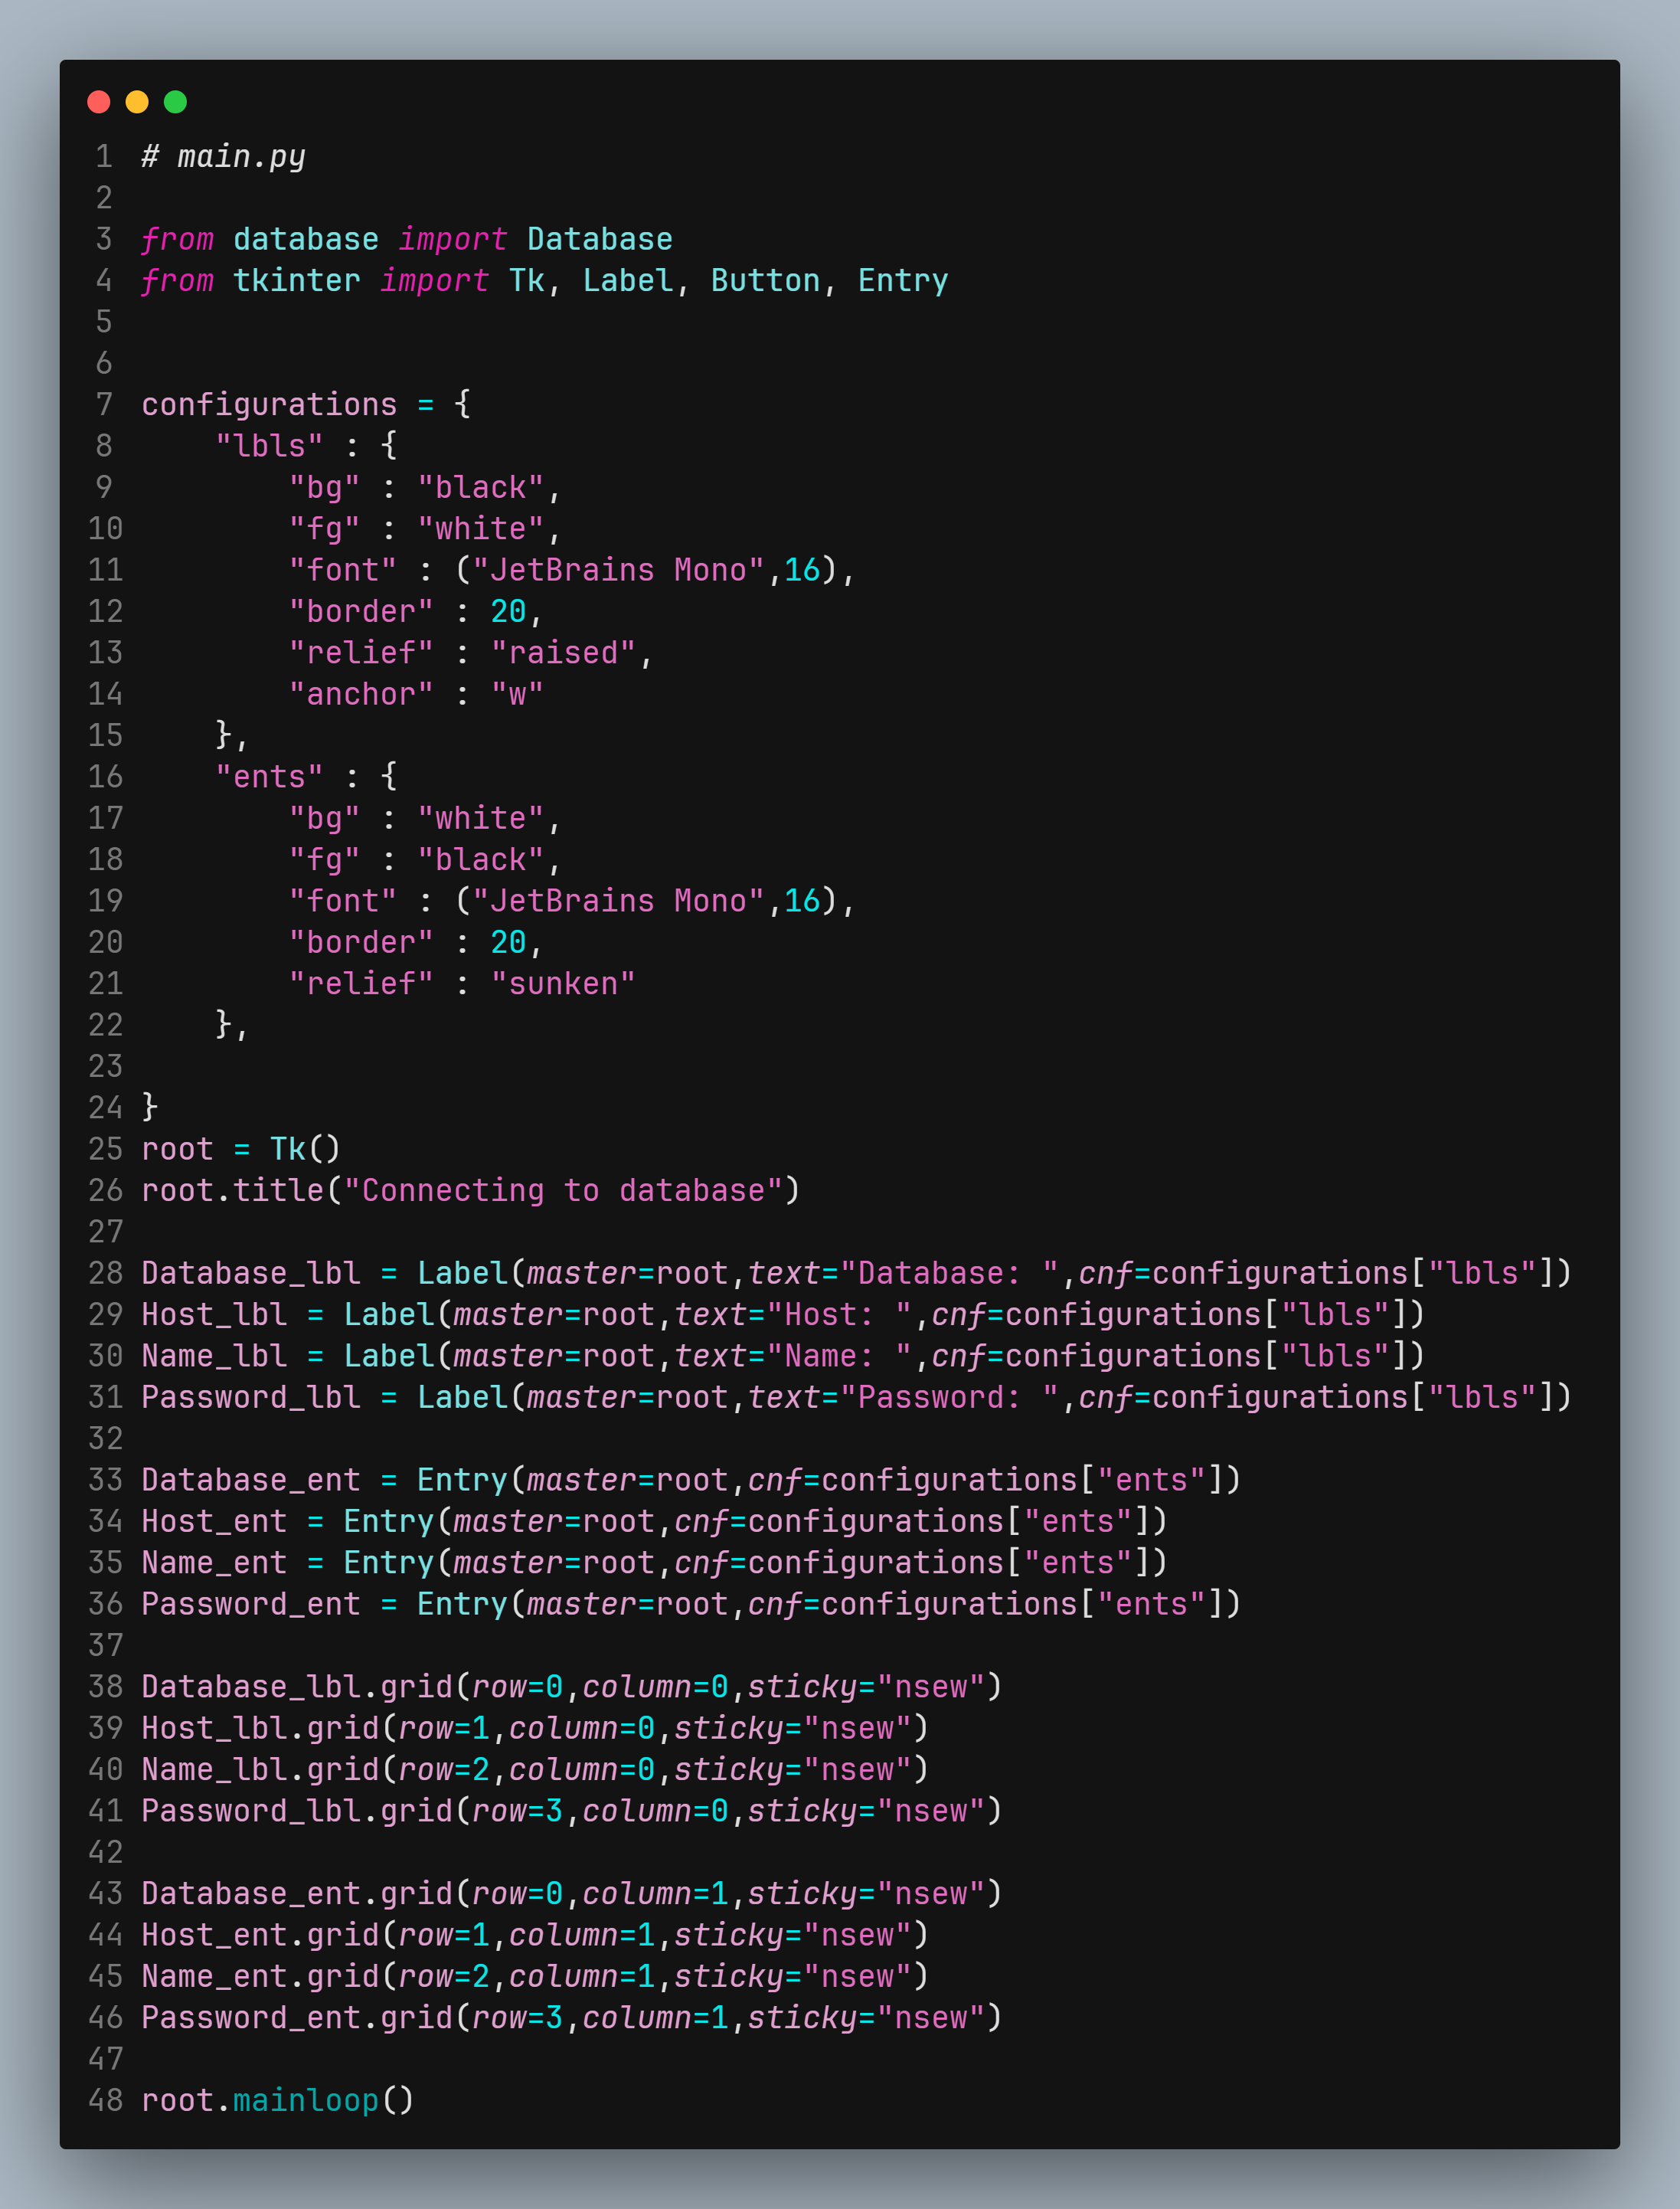 1 # main.py
2
3 from database import Database
4 from tkinter import Tk, Label, Button, Entry
5
6
7 configurations = {
8     "lbls" : {
9         "bg" : "black",
10         "fg" : "white",
11         "font" : ("JetBrains Mono",16),
12         "border" : 20,
13         "relief" : "raised",
14         "anchor" : "w"
15     },
16     "ents" : {
17         "bg" : "white",
18         "fg" : "black",
19         "font" : ("JetBrains Mono",16),
20         "border" : 20,
21         "relief" : "sunken"
22     },
23
24 }
25 root = Tk()
26 root.title("Connecting to database")
27
28 Database_lbl = Label(master=root,text="Database: ",cnf=configurations["lbls"])
29 Host_lbl = Label(master=root,text="Host: ",cnf=configurations["lbls"])
30 Name_lbl = Label(master=root,text="Name: ",cnf=configurations["lbls"])
31 Password_lbl = Label(master=root,text="Password: ",cnf=configurations["lbls"])
32
33 Database_ent = Entry(master=root,cnf=configurations["ents"])
34 Host_ent = Entry(master=root,cnf=configurations["ents"])
35 Name_ent = Entry(master=root,cnf=configurations["ents"])
36 Password_ent = Entry(master=root,cnf=configurations["ents"])
37
38 Database_lbl.grid(row=0,column=0,sticky="nsew")
39 Host_lbl.grid(row=1,column=0,sticky="nsew")
40 Name_lbl.grid(row=2,column=0,sticky="nsew")
41 Password_lbl.grid(row=3,column=0,sticky="nsew")
42
43 Database_ent.grid(row=0,column=1,sticky="nsew")
44 Host_ent.grid(row=1,column=1,sticky="nsew")
45 Name_ent.grid(row=2,column=1,sticky="nsew")
46 Password_ent.grid(row=3,column=1,sticky="nsew")
47
48 root.mainloop()